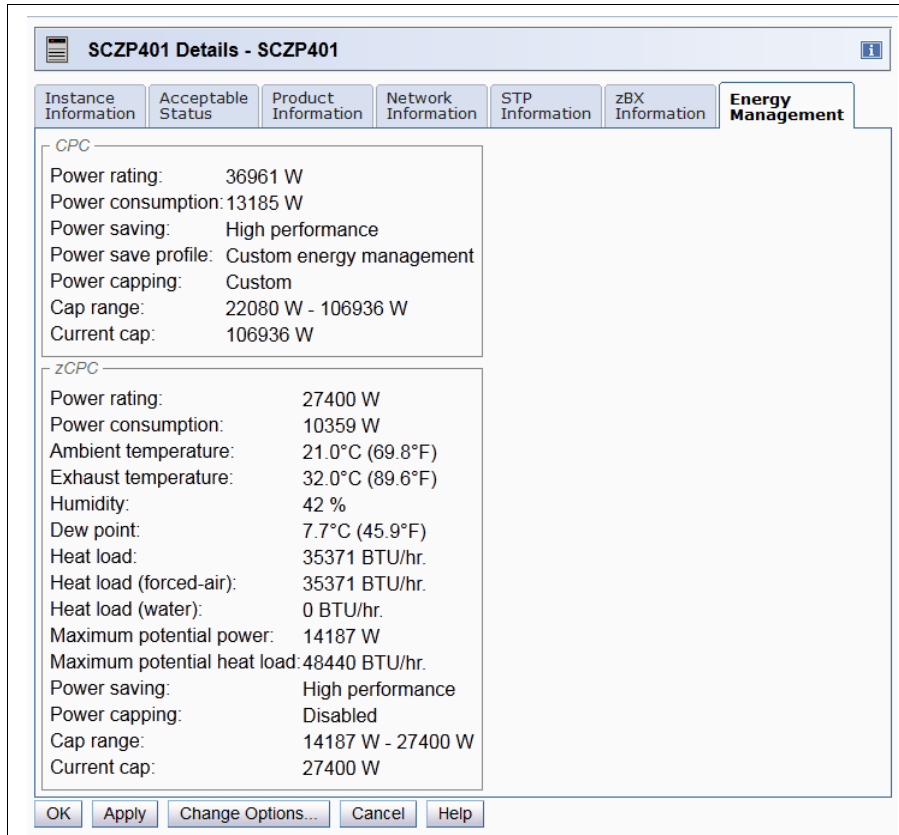 SCZP401 Details - SCZP401
Instance Information
Acceptable Status
Product Information
Network Information
STP Information
zBX Information
Energy Management
CPC
Power rating: 36961 W
Power consumption: 13185 W
Power saving: High performance
Power save profile: Custom energy management
Power capping: Custom
Cap range: 22080 W - 106936 W
Current cap: 106936 W
zCPC
Power rating: 27400 W
Power consumption: 10359 W
Ambient temperature: 21.0°C (69.8°F)
Exhaust temperature: 32.0°C (89.6°F)
Humidity: 42 %
Dew point: 7.7°C (45.9°F)
Heat load: 35371 BTU/hr.
Heat load (forced-air): 35371 BTU/hr.
Heat load (water): 0 BTU/hr.
Maximum potential power: 14187 W
Maximum potential heat load: 48440 BTU/hr.
Power saving: High performance
Power capping: Disabled
Cap range: 14187 W - 27400 W
Current cap: 27400 W
OK Apply Change Options... Cancel Help